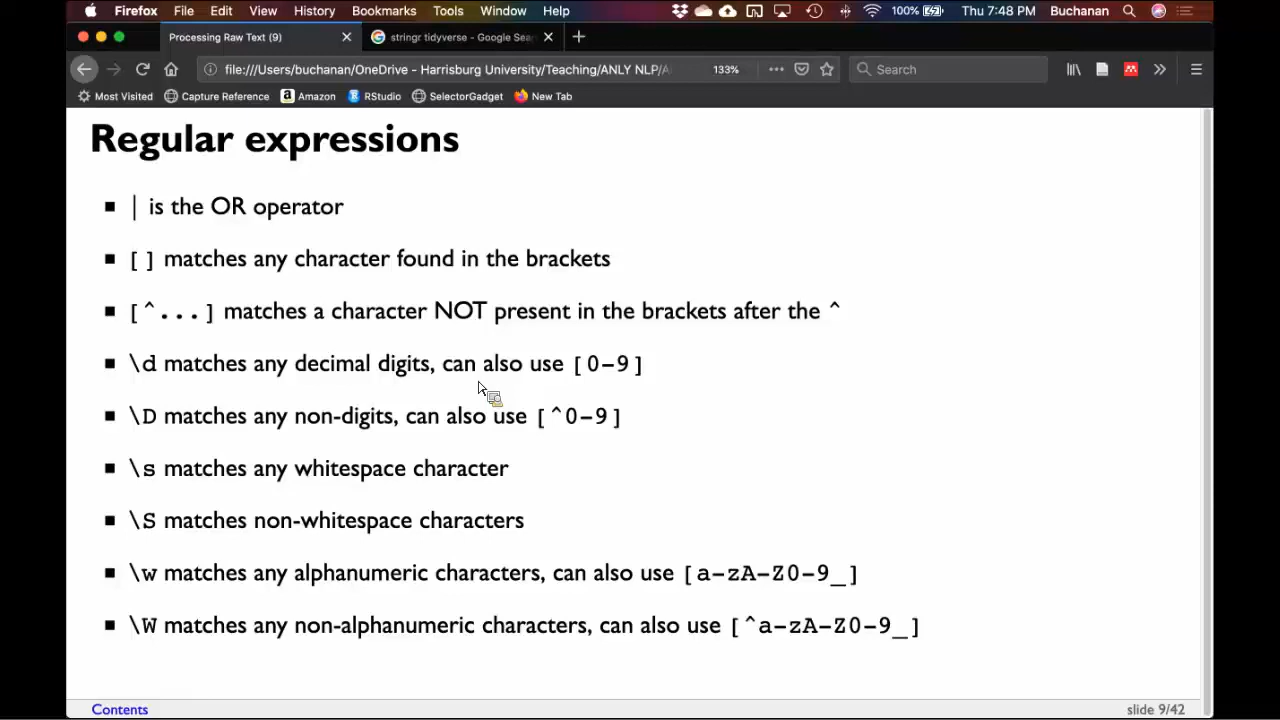 Firefox File Edit View History Bookmarks Tools Window Help 100% Thu 7:48 PM Buchanan
Processing Raw Text (9) stringr tidyverse - Google Sear
file:///Users/buchanan/OneDrive - Harrisburg University/Teaching/ANLY NLP/A 133% Search
Most Visited Capture Reference Amazon RStudio SelectorGadget New Tab
Regular expressions
| is the OR operator
[] matches any character found in the brackets
[^...] matches a character NOT present in the brackets after the ^
\d matches any decimal digits, can also use [0-9]
\D matches any non-digits, can also use [^0-9]
\s matches any whitespace character
\S matches non-whitespace characters
\w matches any alphanumeric characters, can also use [a-zA-Z0-9_]
\W matches any non-alphanumeric characters, can also use [^a-zA-Z0-9_]
Contents slide 9/42